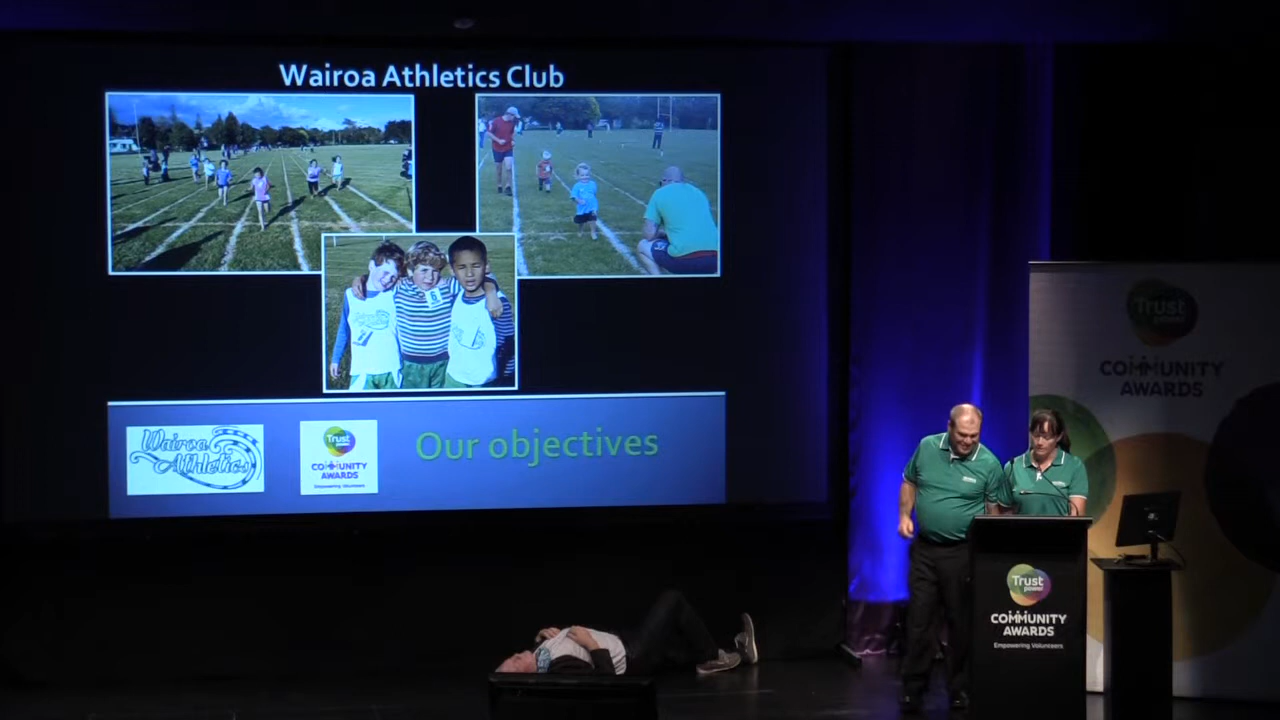 Wairoa Athletics Club
Wairoa
Athletics
Trust
power
COMMUNITY
AWARDS
Empowering Volunteers
Our objectives
Trust
power
COMMUNITY
AWARDS
Trust
power
COMMUNITY
AWARDS
Empowering Volunteers